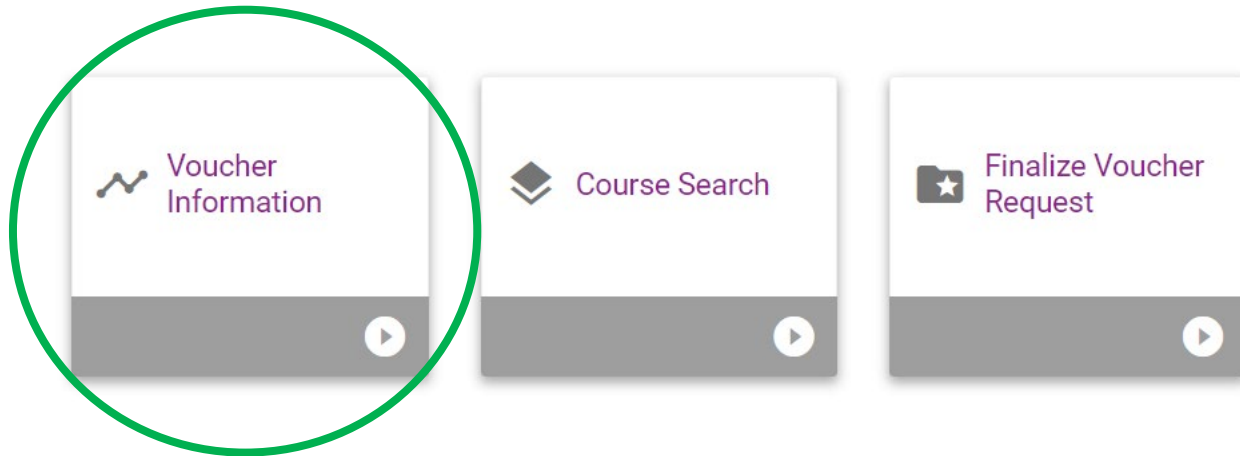 Voucher
Information
Course Search
Finalize Voucher
Request